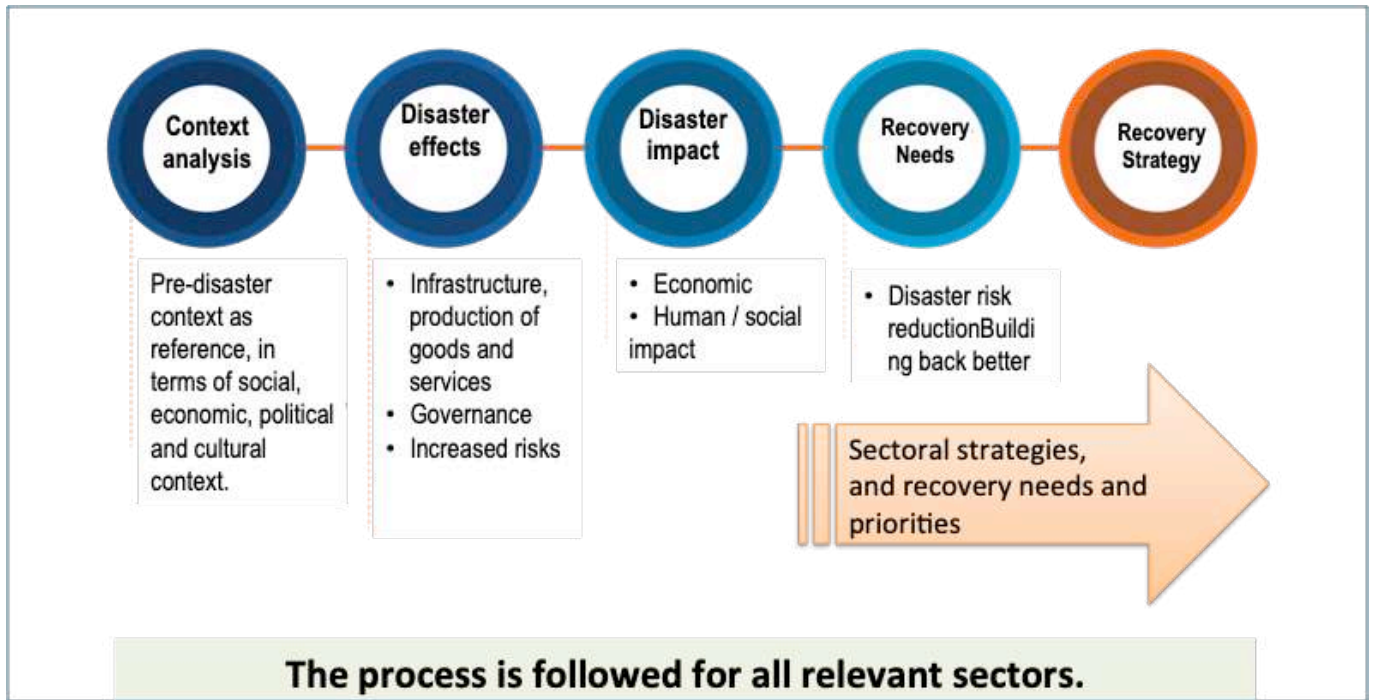 Context
analysis
Disaster
effects
Disaster
impact
Recovery
Needs
Recovery
Strategy
Pre-disaster
context as
reference, in
terms of social,
economic, political
and cultural
context.
• Infrastructure,
production of
goods and
services
• Governance
• Increased risks
• Economic
• Human / social
impact
• Disaster risk
reductionBuildi
ng back better
Sectoral strategies,
and recovery needs and
priorities
The process is followed for all relevant sectors.